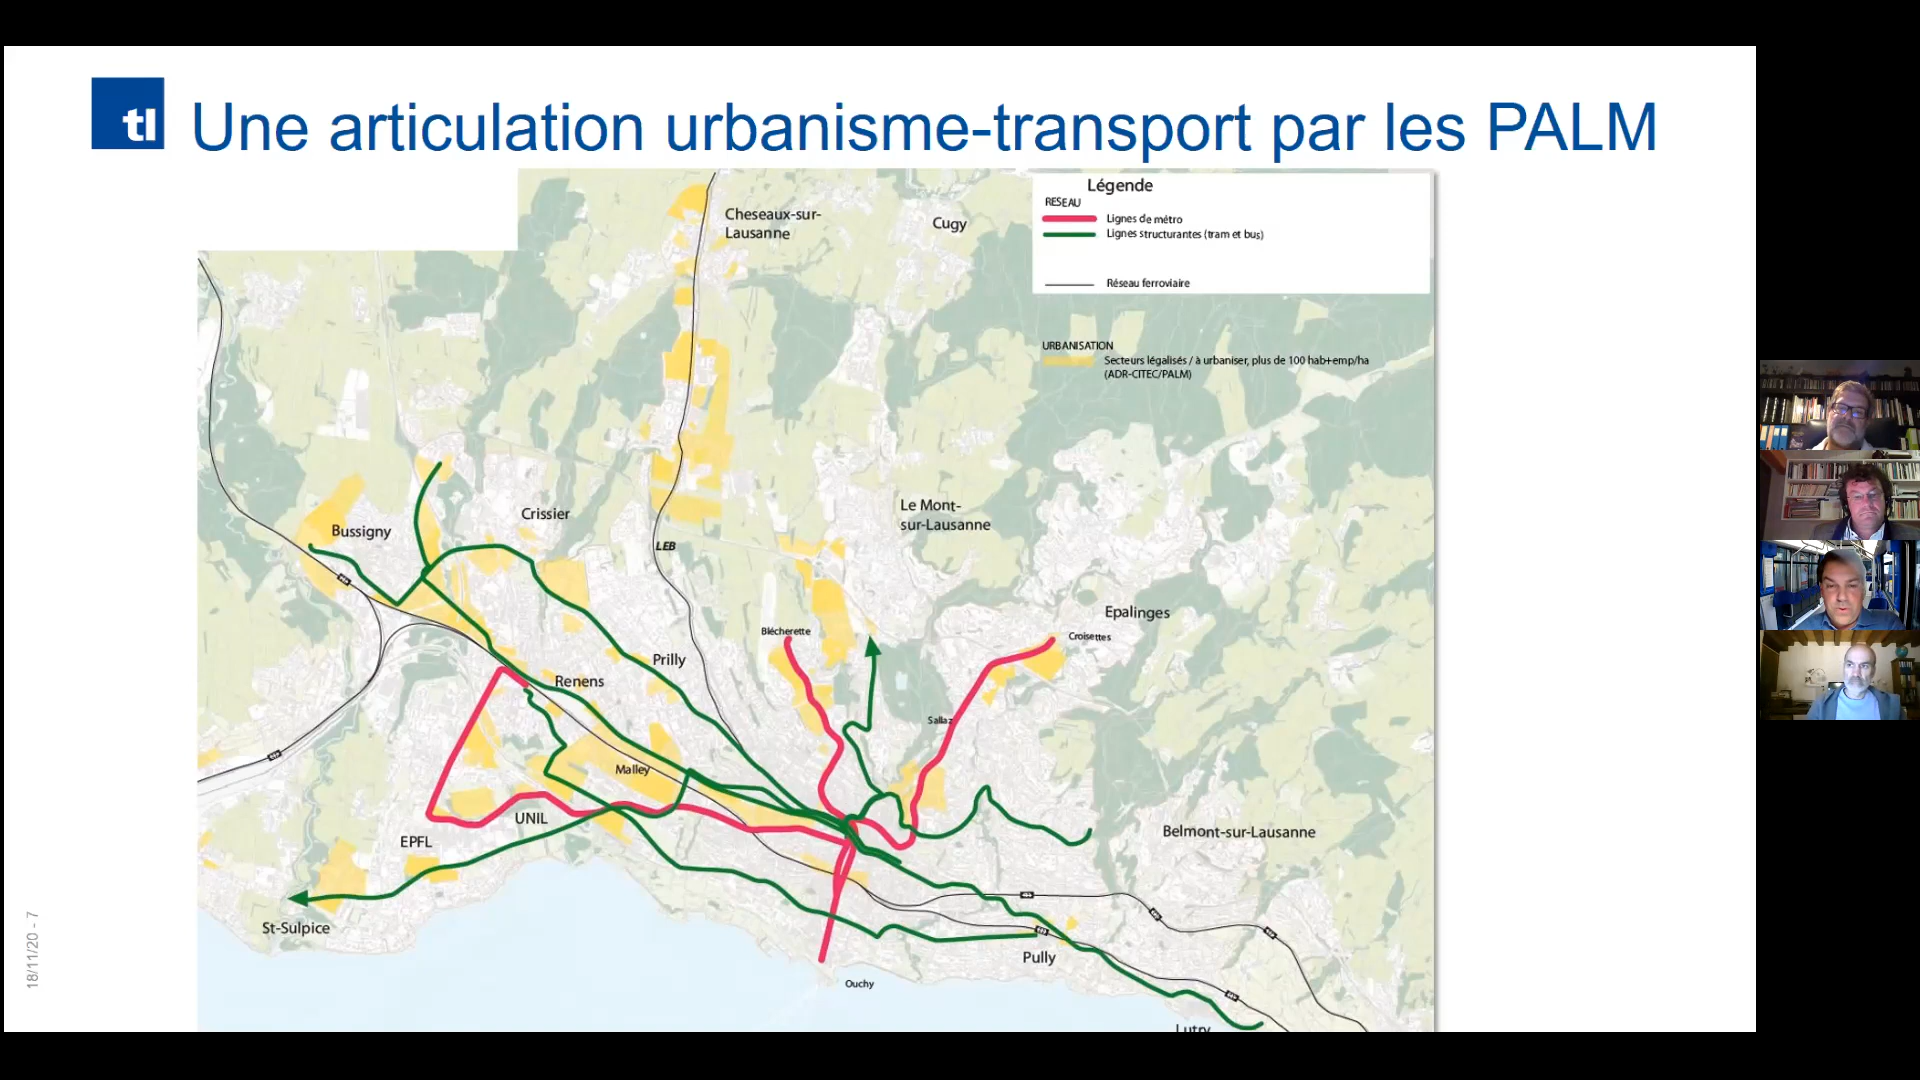 tl
Une articulation urbanisme-transport par les PALM
Légende
RESEAU
Lignes de métro
Lignes structurantes (tram et bus)
Réseau ferroviaire
URBANISATION
Secteurs légalisés / à urbaniser, plus de 100 hab+emp/ha
(ADR-CITEC/PALM)
Cheseaux-sur-
Lausanne
Cugy
Le Mont-
sur-Lausanne
Crissier
Bussigny
LEB
Epalinges
Croisettes
Blécherette
Prilly
Renens
Sallaz
Malley
UNIL
EPFL
Belmont-sur-Lausanne
St-Sulpice
Pully
Ouchy
Lutry
18/11/20 - 7